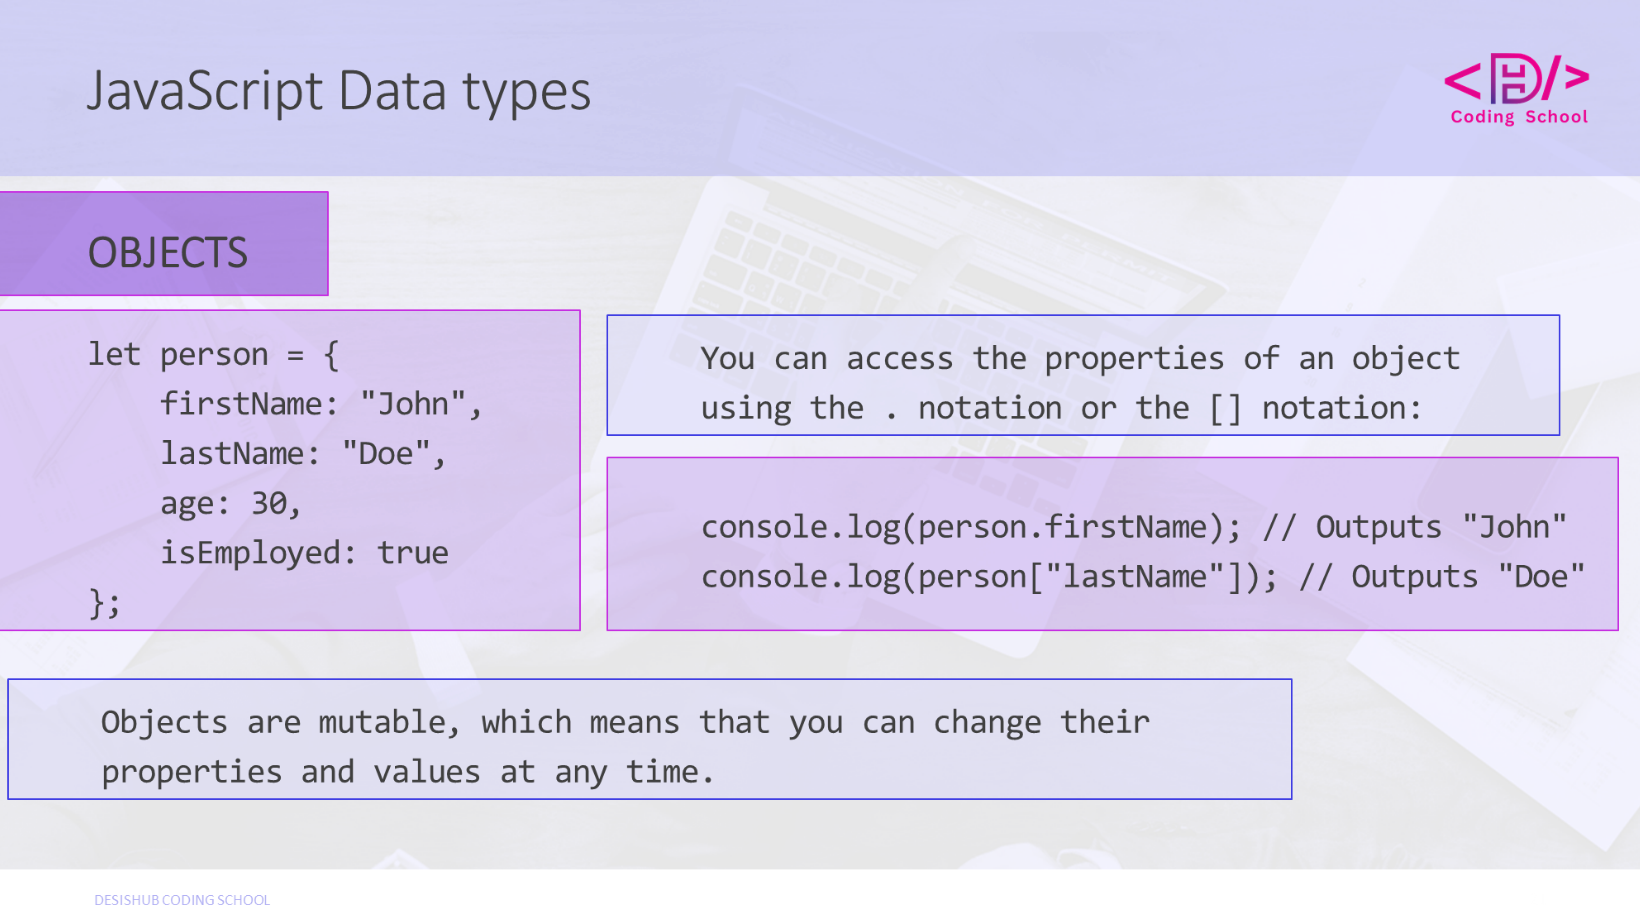 JavaScript Data types
<DH/>
Coding School
OBJECTS
let person = {
    firstName: "John",
    lastName: "Doe",
    age: 30,
    isEmployed: true
};
You can access the properties of an object
using the . notation or the [] notation:
console.log(person.firstName); // Outputs "John"
console.log(person["lastName"]); // Outputs "Doe"
Objects are mutable, which means that you can change their
properties and values at any time.
DESISHUB CODING SCHOOL